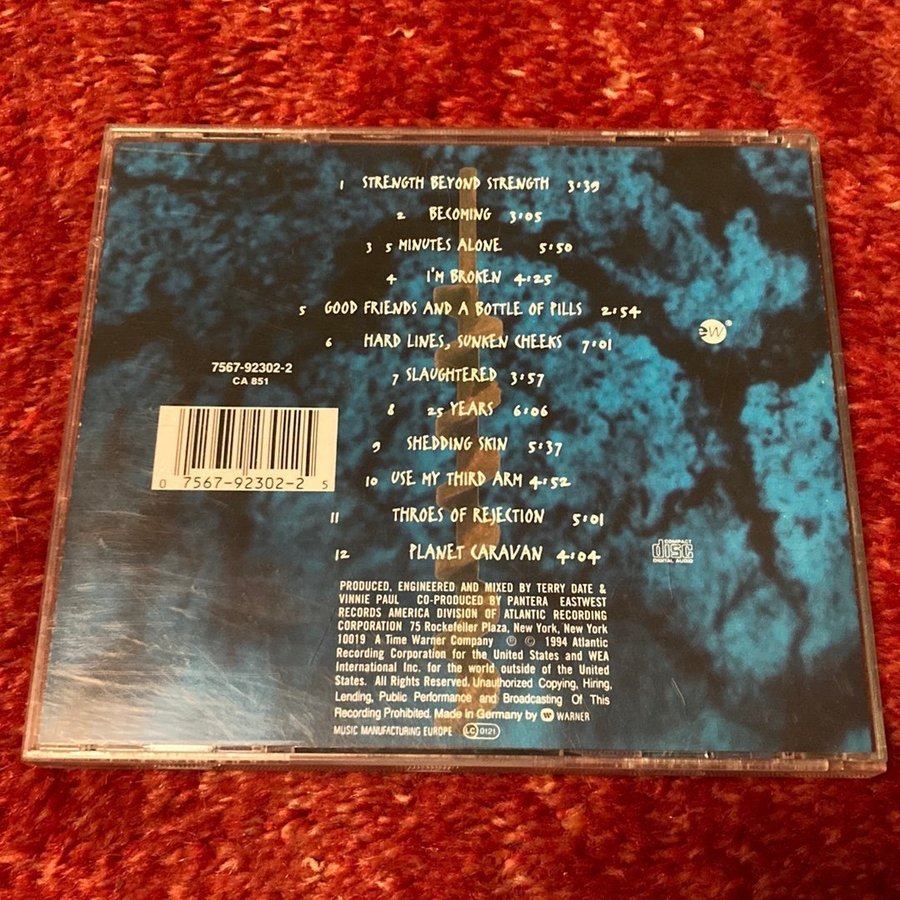 1 STRENGTH BEYOND STRENGTH 3:39
2 BECOMING 3:05
3 5 MINUTES ALONE 5:50
4 I'M BROKEN 4:25
5 GOOD FRIENDS AND A BOTTLE OF PILLS 2:54
6 HARD LINES, SUNKEN CHEEKS 7:01
7 SLAUGHTERED 3:57
8 25 YEARS 6:06
9 SHEDDING SKIN 5:37
10 USE MY THIRD ARM 4:52
11 THROES OF REJECTION 5:01
12 PLANET CARAVAN 4:04
ew®
7567-92302-2
CA 851
0 7567-92302-2 5
COMPACT
disc
DIGITAL AUDIO
PRODUCED, ENGINEERED AND MIXED BY TERRY DATE &
VINNIE PAUL CO-PRODUCED BY PANTERA EASTWEST
RECORDS AMERICA DIVISION OF ATLANTIC RECORDING
CORPORATION 75 Rockefeller Plaza, New York, New York
10019 A Time Warner Company ℗ © 1994 Atlantic
Recording Corporation for the United States and WEA
International Inc. for the world outside of the United
States. All Rights Reserved. Unauthorized Copying, Hiring,
Lending, Public Performance and Broadcasting Of This
Recording Prohibited. Made in Germany by W WARNER
MUSIC MANUFACTURING EUROPE LC 0121